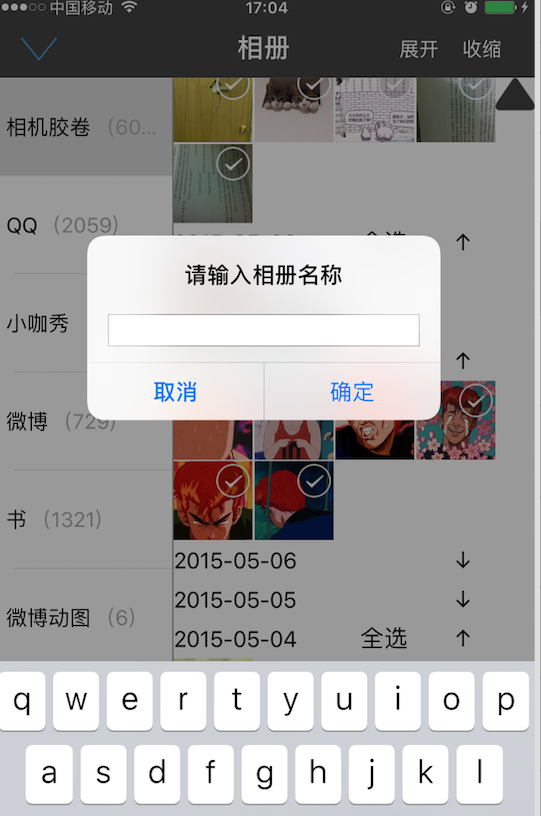 中国移动 17:04
相册 展开 收缩
相机胶卷 (60...
QQ (2059)
全选 ↑
请输入相册名称
小咖秀
↑
取消 确定
微博 (729)
书 (1321)
2015-05-06 ↓
2015-05-05 ↓
微博动图 (6)
2015-05-04 全选 ↑
q w e r t y u i o p
a s d f g h j k l